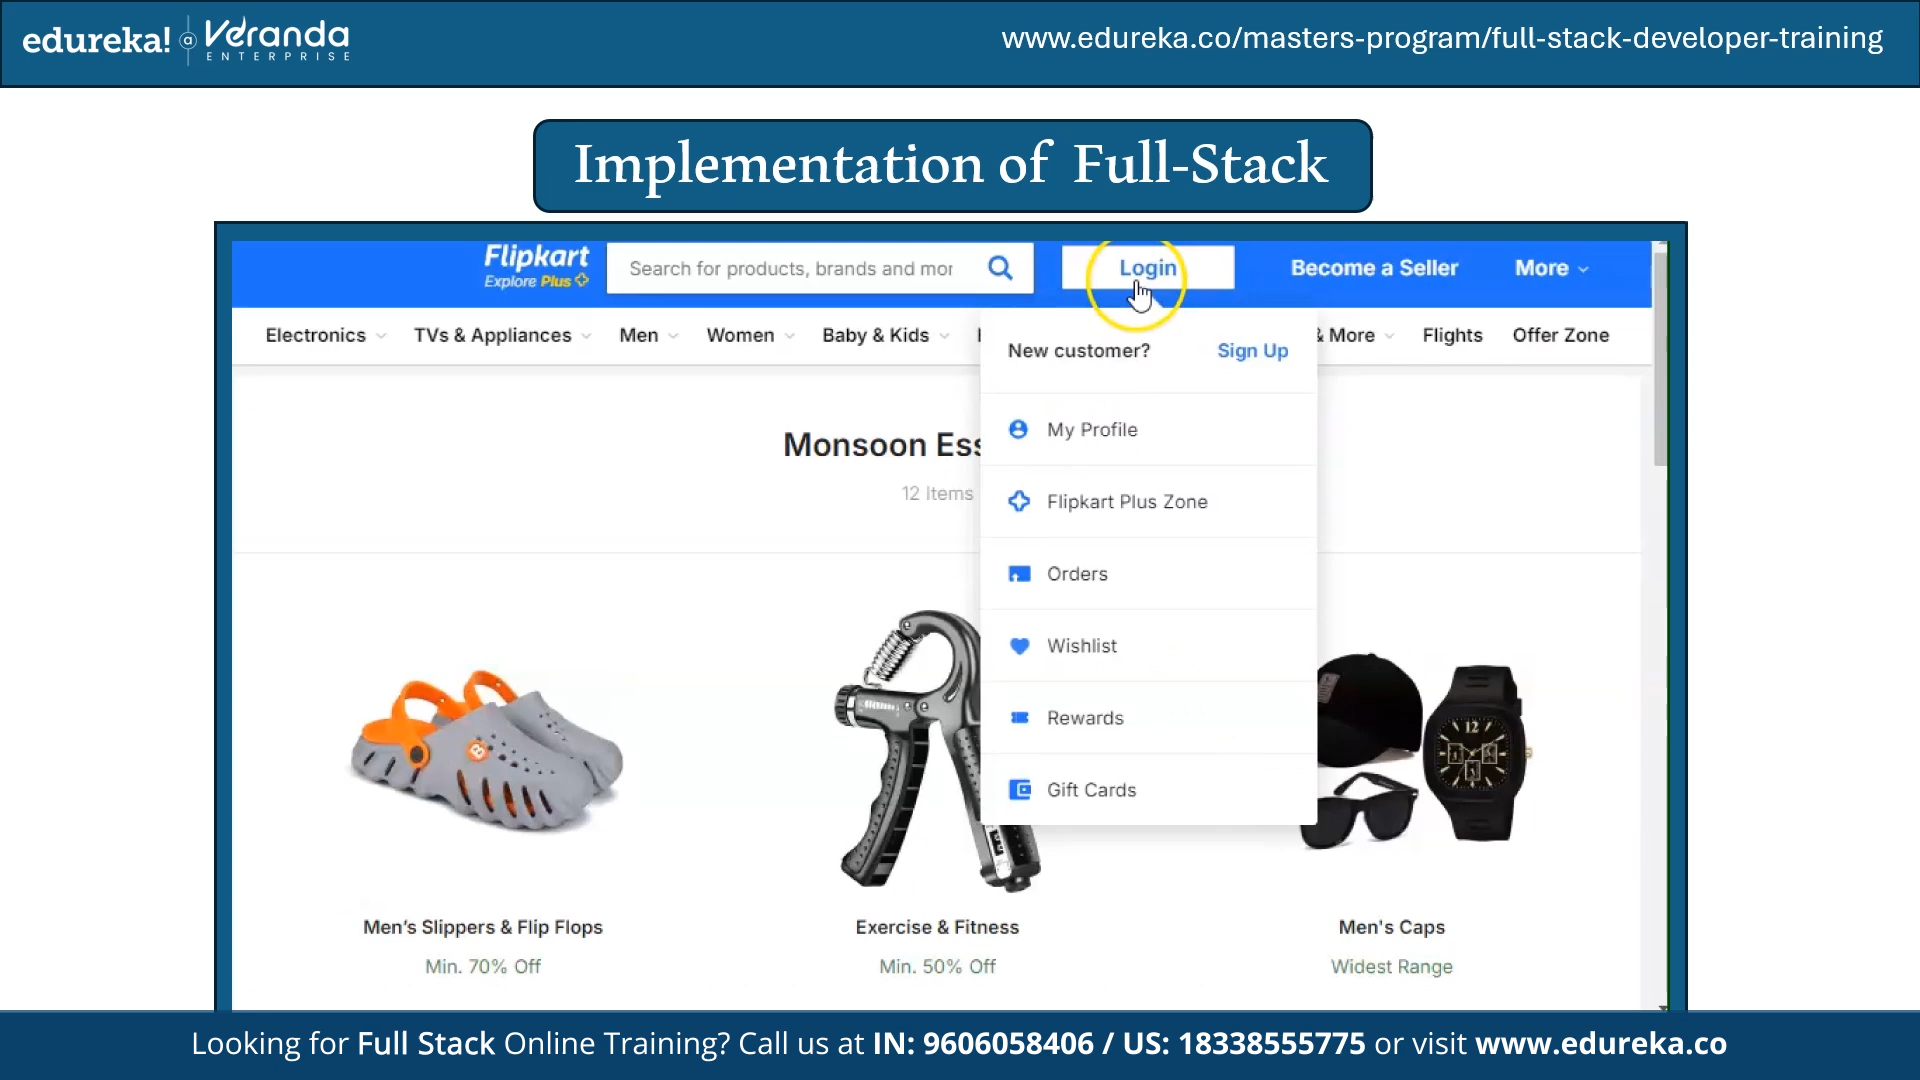 edureka! a Veranda
ENTERPRISE
www.edureka.co/masters-program/full-stack-developer-training
Implementation of Full-Stack
Flipkart
Explore Plus
Search for products, brands and mor
Login
Become a Seller
More
Electronics
TVs & Appliances
Men
Women
Baby & Kids
& More
Flights
Offer Zone
New customer?
Sign Up
My Profile
Flipkart Plus Zone
Orders
Wishlist
Rewards
Gift Cards
Monsoon Ess
12 Items
B
12
Men's Slippers & Flip Flops
Min. 70% Off
Exercise & Fitness
Min. 50% Off
Men's Caps
Widest Range
Looking for Full Stack Online Training? Call us at IN: 9606058406 / US: 18338555775 or visit www.edureka.co